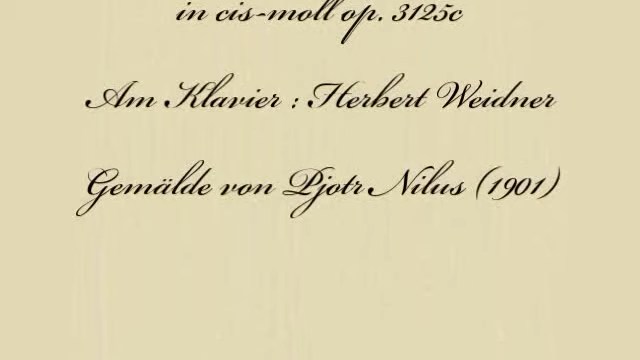 in cis-moll op. 3125c
Am Klavier : Herbert Weidner
Gemälde von Pjotr Nilus (1901)